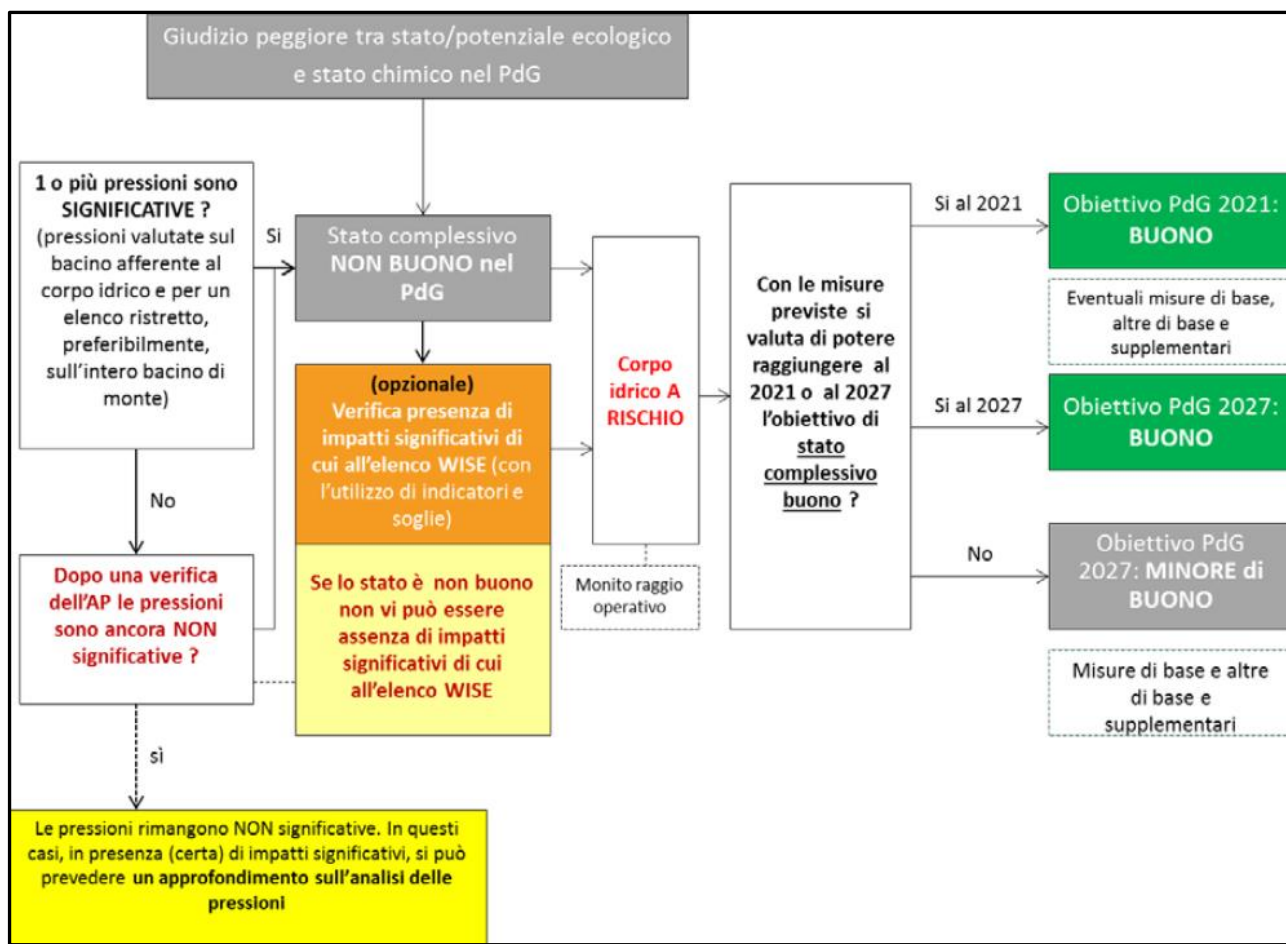 Giudizio peggiore tra stato/potenziale ecologico
e stato chimico nel PdG
1 o più pressioni sono
SIGNIFICATIVE ?
(pressioni valutate sul
bacino afferente al
corpo idrico e per un
elenco ristretto,
preferibilmente,
sull'intero bacino di
monte)
Si
No
Dopo una verifica
dell'AP le pressioni
sono ancora NON
significative ?
sì
Le pressioni rimangono NON significative. In questi
casi, in presenza (certa) di impatti significativi, si può
prevedere un approfondimento sull'analisi delle
pressioni
Stato complessivo
NON BUONO nel
PdG
(opzionale)
Verifica presenza di
impatti significativi di
cui all'elenco WISE (con
l'utilizzo di indicatori e
soglie)
Se lo stato è non buono
non vi può essere
assenza di impatti
significativi di cui
all'elenco WISE
Corpo
idrico A
RISCHIO
Monito raggio
operativo
Con le misure
previste si
valuta di potere
raggiungere al
2021 o al 2027
l'obiettivo di
stato
complessivo
buono ?
Si al 2021
Obiettivo PdG 2021:
BUONO
Eventuali misure di base,
altre di base e
supplementari
Si al 2027
Obiettivo PdG 2027:
BUONO
No
Obiettivo PdG
2027: MINORE di
BUONO
Misure di base e altre
di base e
supplementari